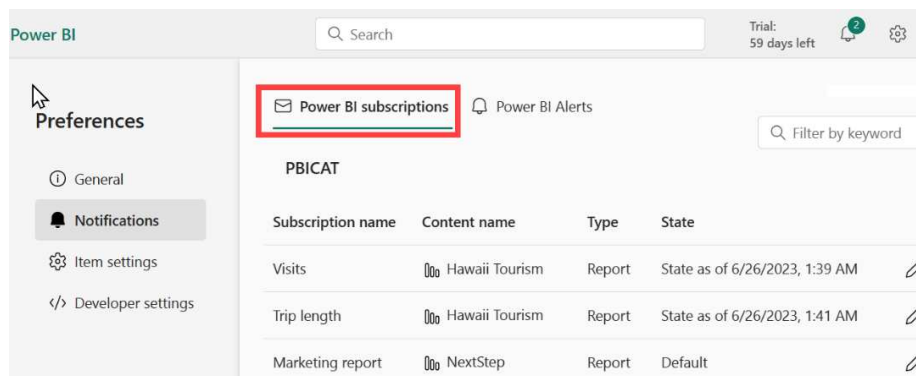 Power BI
Search
Trial:
59 days left
2
Preferences
General
Notifications
Item settings
</> Developer settings
Power BI subscriptions
Power BI Alerts
Filter by keyword
PBICAT
Subscription name Content name Type State
Visits Hawaii Tourism Report State as of 6/26/2023, 1:39 AM
Trip length Hawaii Tourism Report State as of 6/26/2023, 1:41 AM
Marketing report NextStep Report Default